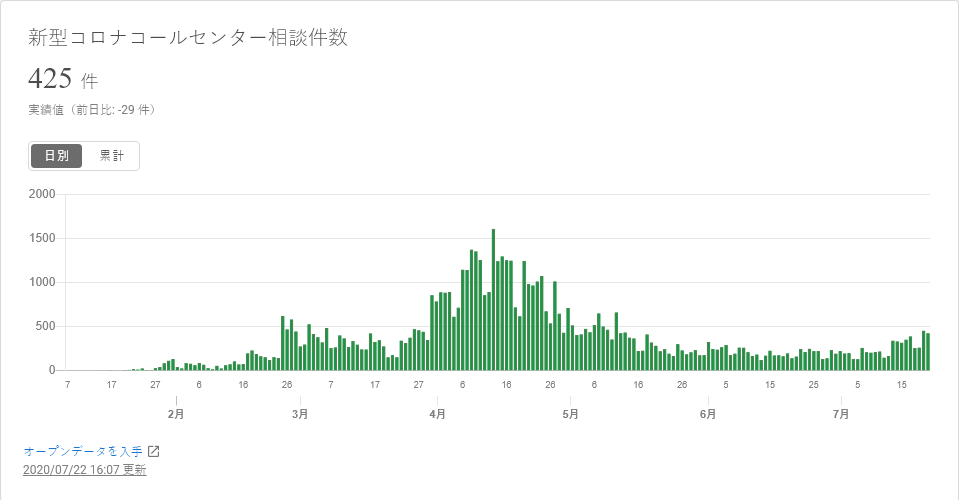 新型コロナコールセンター相談件数
425 件
実績値（前日比: -29 件）
日別 累計
2000
1500
1000
500
0
7 17 27 6 16 26 7 17 27 6 16 26 6 16 26 5 15 25 5 15
2月 3月 4月 5月 6月 7月
オープンデータを入手
2020/07/22 16:07 更新